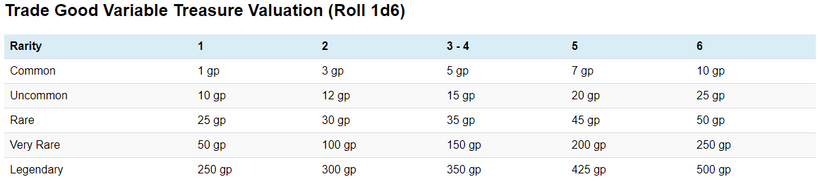 Trade Good Variable Treasure Valuation (Roll 1d6)
Rarity 1 2 3 - 4 5 6
Common 1 gp 3 gp 5 gp 7 gp 10 gp
Uncommon 10 gp 12 gp 15 gp 20 gp 25 gp
Rare 25 gp 30 gp 35 gp 45 gp 50 gp
Very Rare 50 gp 100 gp 150 gp 200 gp 250 gp
Legendary 250 gp 300 gp 350 gp 425 gp 500 gp